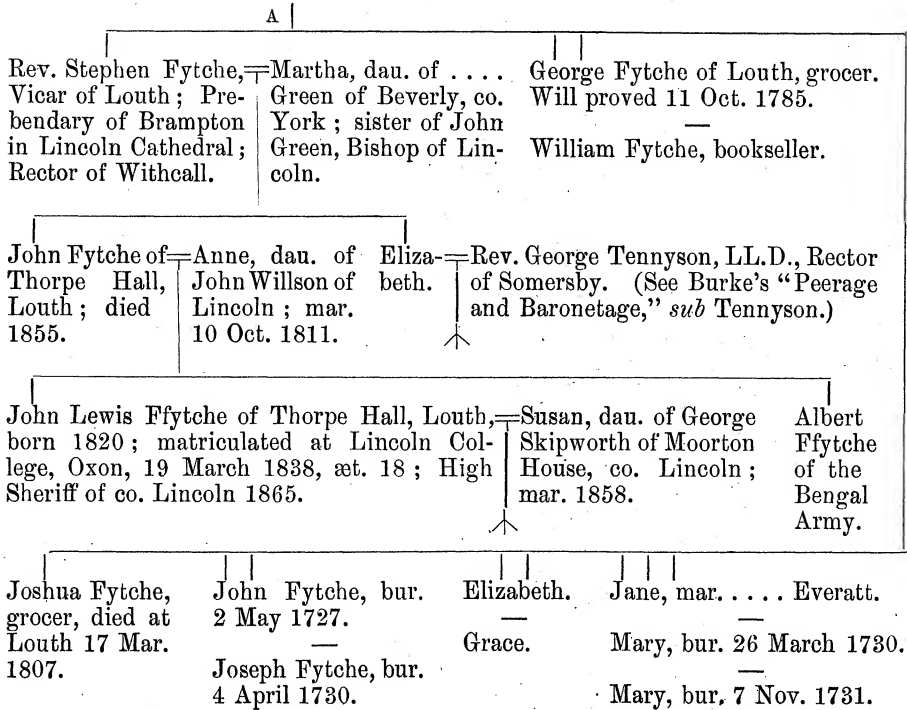 A
Rev. Stephen Fytche,
Vicar of Louth ; Pre-
bendary of Brampton
in Lincoln Cathedral ;
Rector of Withcall.
Martha, dau. of . . . .
Green of Beverly, co.
York ; sister of John
Green, Bishop of Lin-
coln.
George Fytche of Louth, grocer.
Will proved 11 Oct. 1785.
—
William Fytche, bookseller.
John Fytche of
Thorpe Hall,
Louth ; died
1855.
Anne, dau. of
John Willson of
Lincoln ; mar.
10 Oct. 1811.
Eliza-
beth.
Rev. George Tennyson, LL.D., Rector
of Somersby. (See Burke's “Peerage
and Baronetage,” sub Tennyson.)
John Lewis Ffytche of Thorpe Hall, Louth,
born 1820 ; matriculated at Lincoln Col-
lege, Oxon, 19 March 1838, æt. 18 ; High
Sheriff of co. Lincoln 1865.
Susan, dau. of George
Skipworth of Moorton
House, co. Lincoln ;
mar. 1858.
Albert
Ffytche
of the
Bengal
Army.
Joshua Fytche,
grocer, died at
Louth 17 Mar.
1807.
John Fytche, bur.
2 May 1727.
—
Joseph Fytche, bur.
4 April 1730.
Elizabeth.
—
Grace.
Jane, mar. . . . . Everatt.
—
Mary, bur. 26 March 1730.
—
Mary, bur. 7 Nov. 1731.